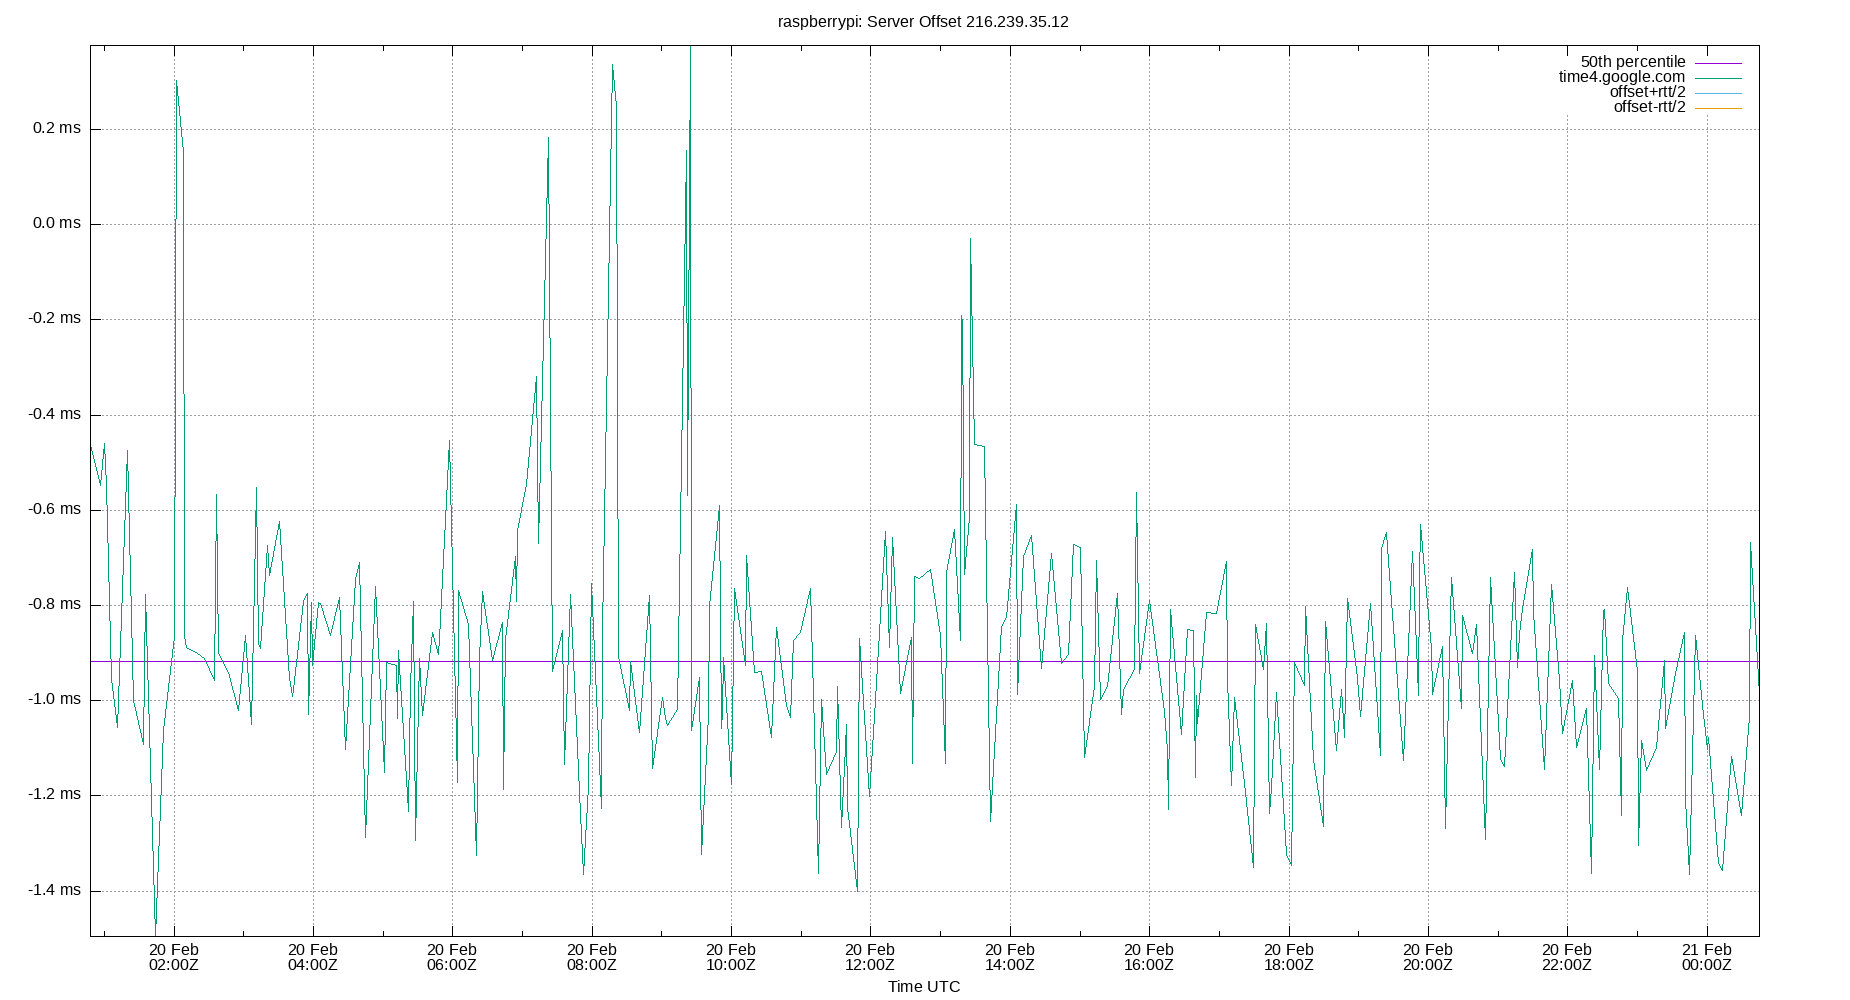 raspberrypi: Server Offset 216.239.35.12
50th percentile
time4.google.com
offset+rtt/2
offset-rtt/2
0.2 ms
0.0 ms
-0.2 ms
-0.4 ms
-0.6 ms
-0.8 ms
-1.0 ms
-1.2 ms
-1.4 ms
20 Feb 20 Feb 20 Feb 20 Feb 20 Feb 20 Feb 20 Feb 20 Feb 20 Feb 20 Feb 20 Feb 21 Feb
02:00Z 04:00Z 06:00Z 08:00Z 10:00Z 12:00Z 14:00Z 16:00Z 18:00Z 20:00Z 22:00Z 00:00Z
Time UTC